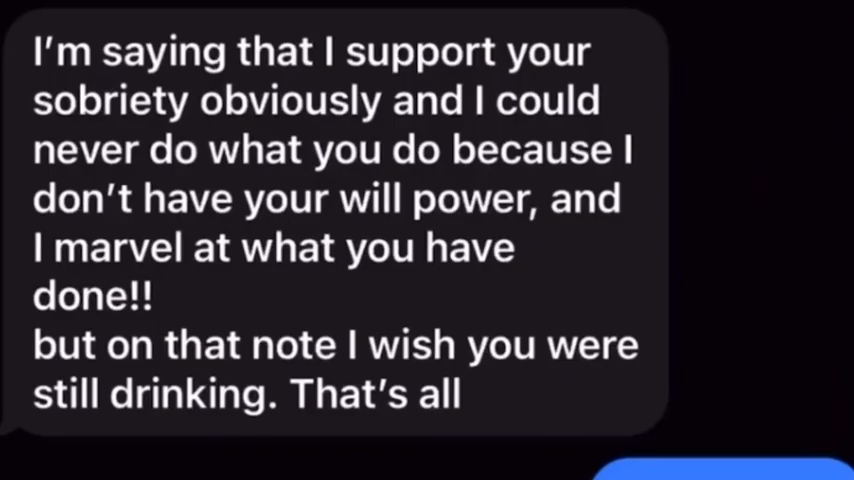 I’m saying that I support your
sobriety obviously and I could
never do what you do because I
don’t have your will power, and
I marvel at what you have
done!!
but on that note I wish you were
still drinking. That’s all